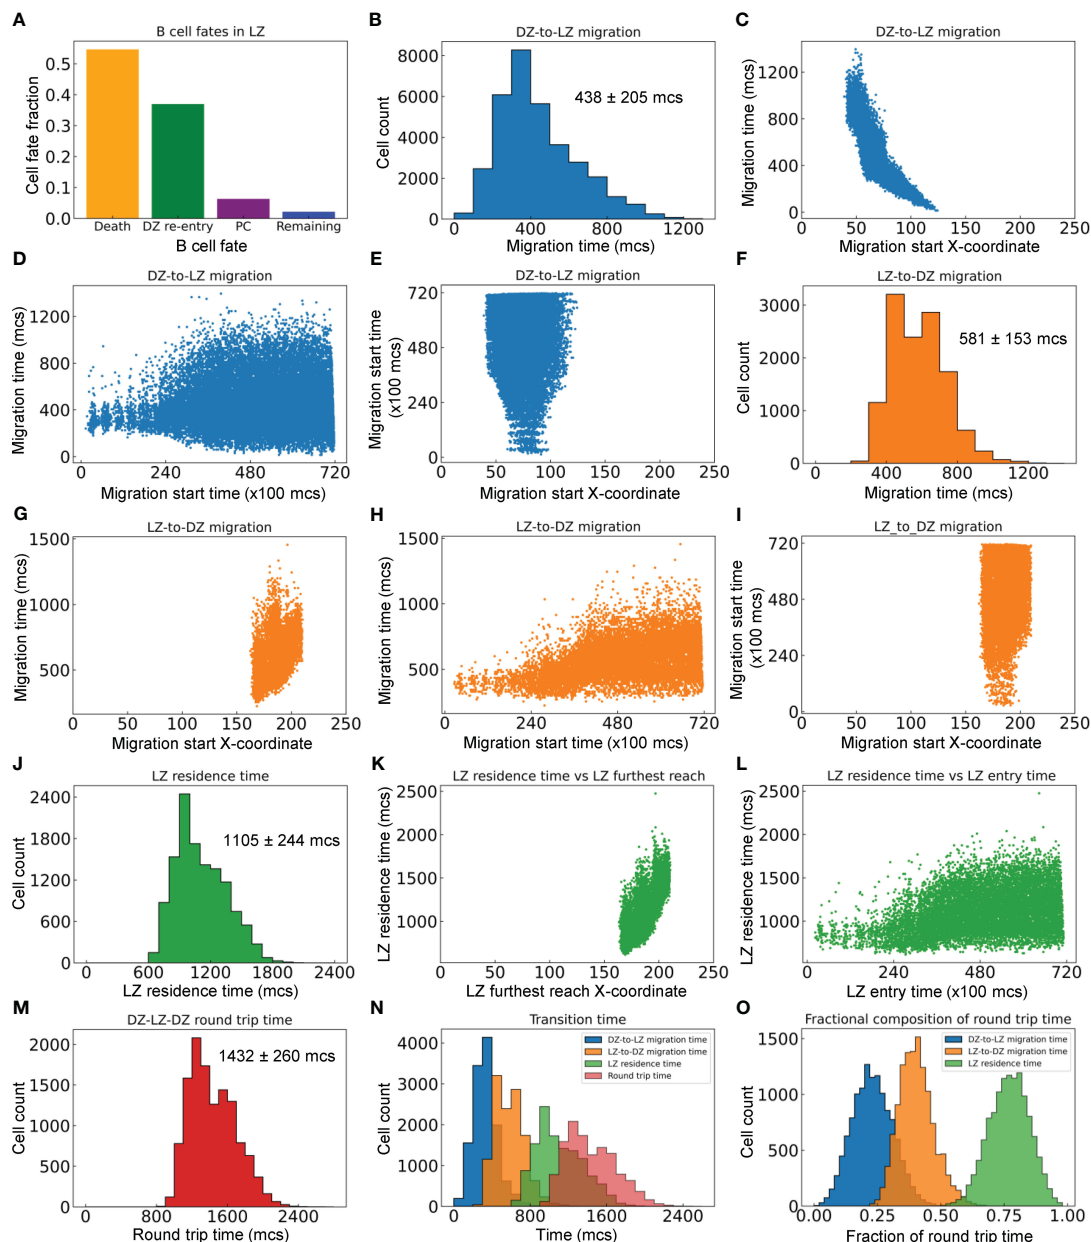 A
B cell fates in LZ
Cell fate fraction
0.5
0.4
0.3
0.2
0.1
0.0
Death DZ re-entry PC Remaining
B cell fate
B
DZ-to-LZ migration
Cell count
8000
6000
4000
2000
0
438 ± 205 mcs
0 400 800 1200
Migration time (mcs)
C
DZ-to-LZ migration
Migration time (mcs)
1200
800
400
0
0 50 100 150 200 250
Migration start X-coordinate
D
DZ-to-LZ migration
Migration time (mcs)
1200
800
400
0
0 240 480 720
Migration start time (x100 mcs)
E
DZ-to-LZ migration
Migration start time
(x100 mcs)
720
480
240
0
0 50 100 150 200 250
Migration start X-coordinate
F
LZ-to-DZ migration
Cell count
3000
2000
1000
0
581 ± 153 mcs
0 400 800 1200
Migration time (mcs)
G
LZ-to-DZ migration
Migration time (mcs)
1500
1000
500
0 50 100 150 200 250
Migration start X-coordinate
H
LZ-to-DZ migration
Migration time (mcs)
1500
1000
500
0 240 480 720
Migration start time (x100 mcs)
I
LZ_to_DZ migration
Migration start time
(x100 mcs)
720
480
240
0
0 50 100 150 200 250
Migration start X-coordinate
J
LZ residence time
Cell count
2400
1800
1200
600
0
1105 ± 244 mcs
0 600 1200 1800 2400
LZ residence time (mcs)
K
LZ residence time vs LZ furthest reach
LZ residence time (mcs)
2500
2000
1500
1000
0 50 100 150 200 250
LZ furthest reach X-coordinate
L
LZ residence time vs LZ entry time
LZ residence time (mcs)
2500
2000
1500
1000
0 240 480 720
LZ entry time (x100 mcs)
M
DZ-LZ-DZ round trip time
Cell count
2000
1500
1000
500
0
1432 ± 260 mcs
0 800 1600 2400
Round trip time (mcs)
N
Transition time
Cell count
4000
3000
2000
1000
0
DZ-to-LZ migration time
LZ-to-DZ migration time
LZ residence time
Round trip time
0 800 1600 2400
Time (mcs)
O
Fractional composition of round trip time
Cell count
1500
1000
500
0
DZ-to-LZ migration time
LZ-to-DZ migration time
LZ residence time
0.00 0.25 0.50 0.75 1.00
Fraction of round trip time